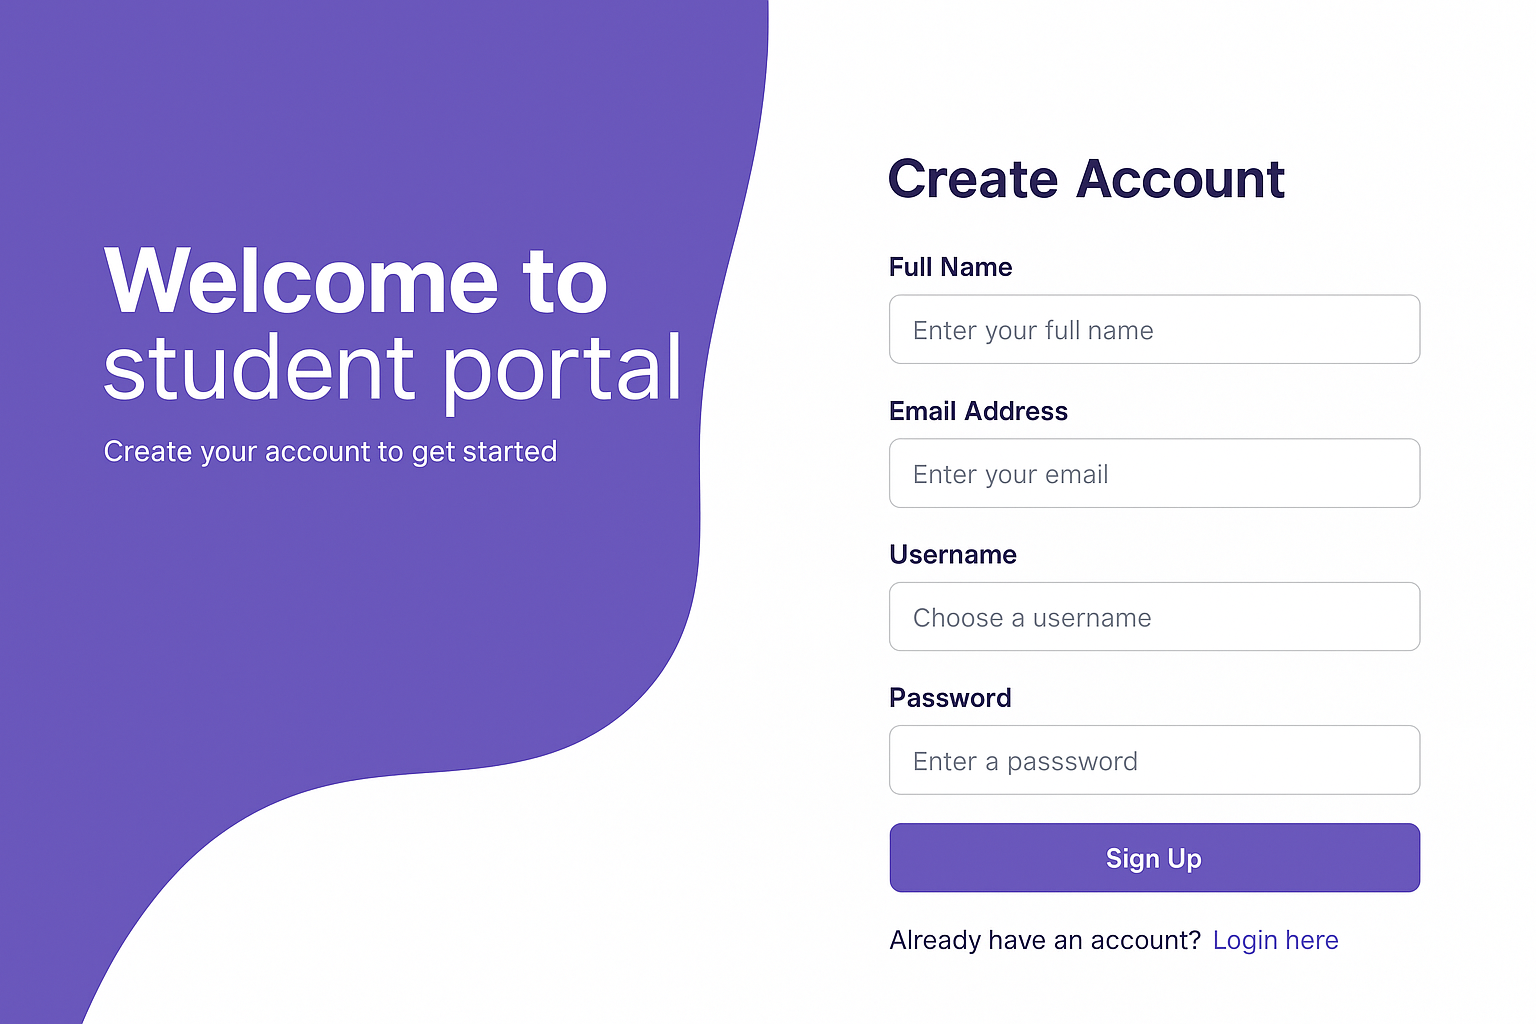 Welcome to
student portal
Create your account to get started
Create Account
Full Name
Enter your full name
Email Address
Enter your email
Username
Choose a username
Password
Enter a passsword
Sign Up
Already have an account? Login here